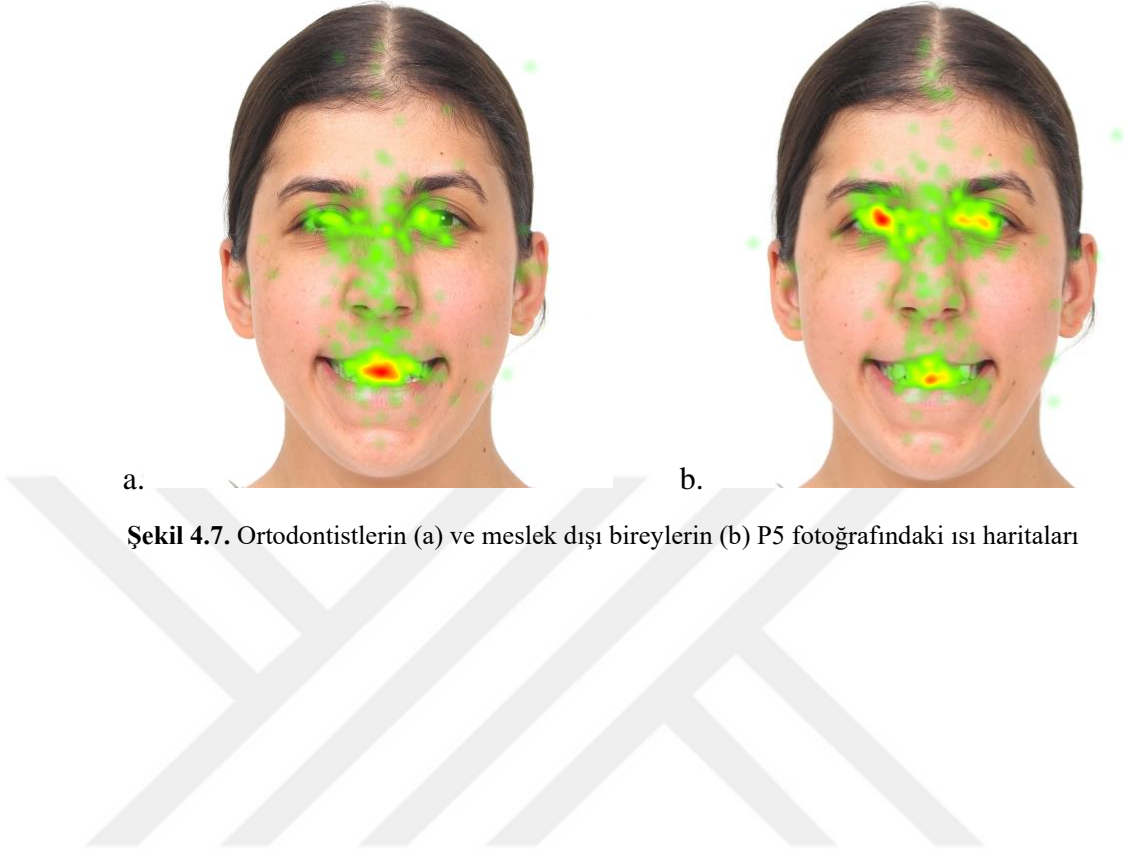 a. b.
Şekil 4.7. Ortodontistlerin (a) ve meslek dışı bireylerin (b) P5 fotoğrafındaki ısı haritaları